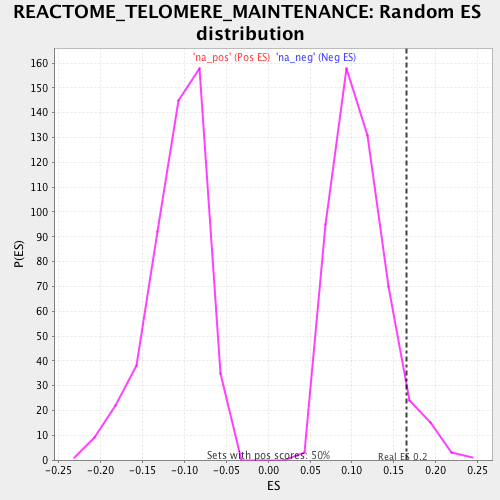 REACTOME_TELOMERE_MAINTENANCE: Random ES
distribution
'na_pos' (Pos ES) 'na_neg' (Neg ES)
160
150
140
130
120
110
100
90
80
70
60
50
40
30
20
10
0
P(ES)
Sets with pos scores: 50%
Real ES 0.2
-0.25 -0.20 -0.15 -0.10 -0.05 0.00 0.05 0.10 0.15 0.20 0.25
ES